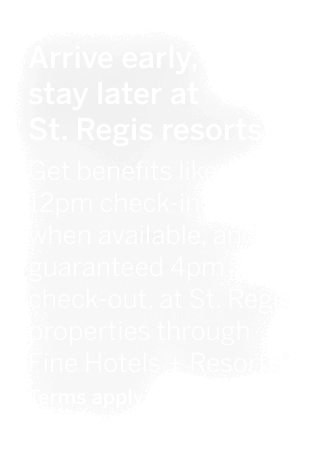 Arrive early,
stay later at
St. Regis resorts
Get benefits like
12pm check-in
when available, and
guaranteed 4pm
check-out, at St. Regis
properties through
Fine Hotels + Resorts
Terms apply